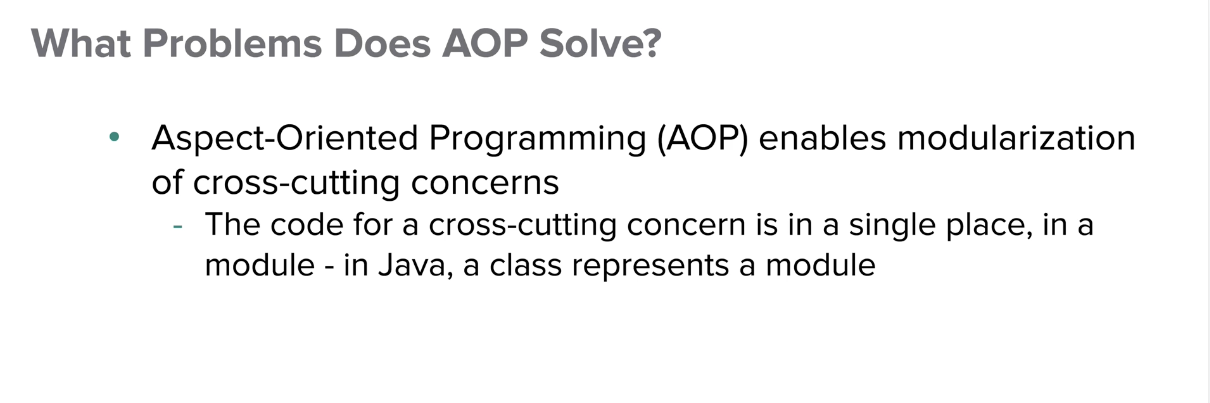 What Problems Does AOP Solve?
• Aspect-Oriented Programming (AOP) enables modularization
of cross-cutting concerns
- The code for a cross-cutting concern is in a single place, in a
module - in Java, a class represents a module